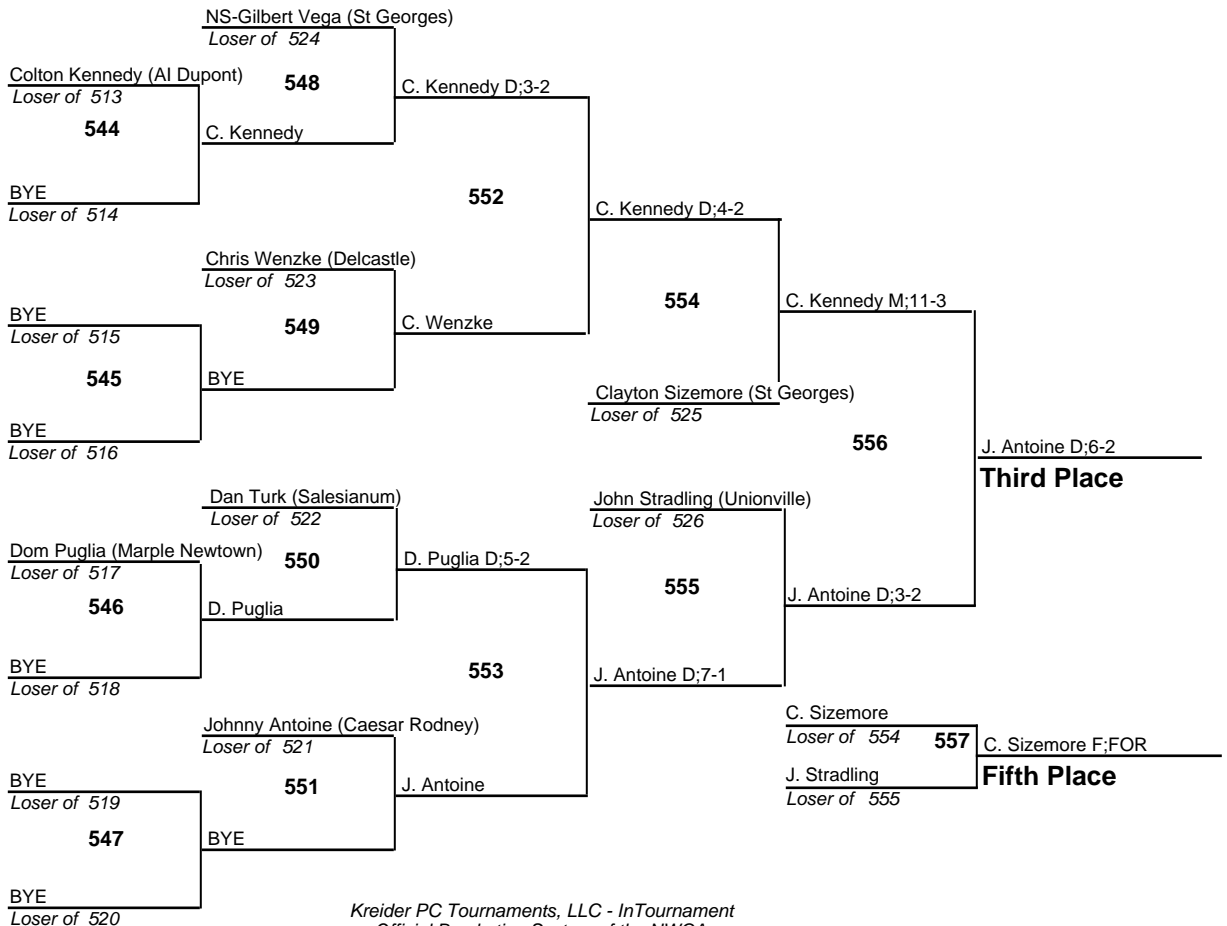 NS-Gilbert Vega (St Georges)
Loser of 524
Colton Kennedy (AI Dupont)
Loser of 513
548
C. Kennedy D;3-2
544
C. Kennedy
BYE
Loser of 514
552
C. Kennedy D;4-2
Chris Wenzke (Delcastle)
Loser of 523
BYE
Loser of 515
549
C. Wenzke
554
C. Kennedy M;11-3
545
BYE
Clayton Sizemore (St Georges)
Loser of 525
BYE
Loser of 516
556
J. Antoine D;6-2
Third Place
Dan Turk (Salesianum)
Loser of 522
John Stradling (Unionville)
Loser of 526
Dom Puglia (Marple Newtown)
Loser of 517
550
D. Puglia D;5-2
555
J. Antoine D;3-2
546
D. Puglia
BYE
Loser of 518
553
J. Antoine D;7-1
Johnny Antoine (Caesar Rodney)
Loser of 521
C. Sizemore
Loser of 554
557
C. Sizemore F;FOR
Fifth Place
BYE
Loser of 519
551
J. Antoine
J. Stradling
Loser of 555
547
BYE
BYE
Loser of 520
Kreider PC Tournaments, LLC - InTournament